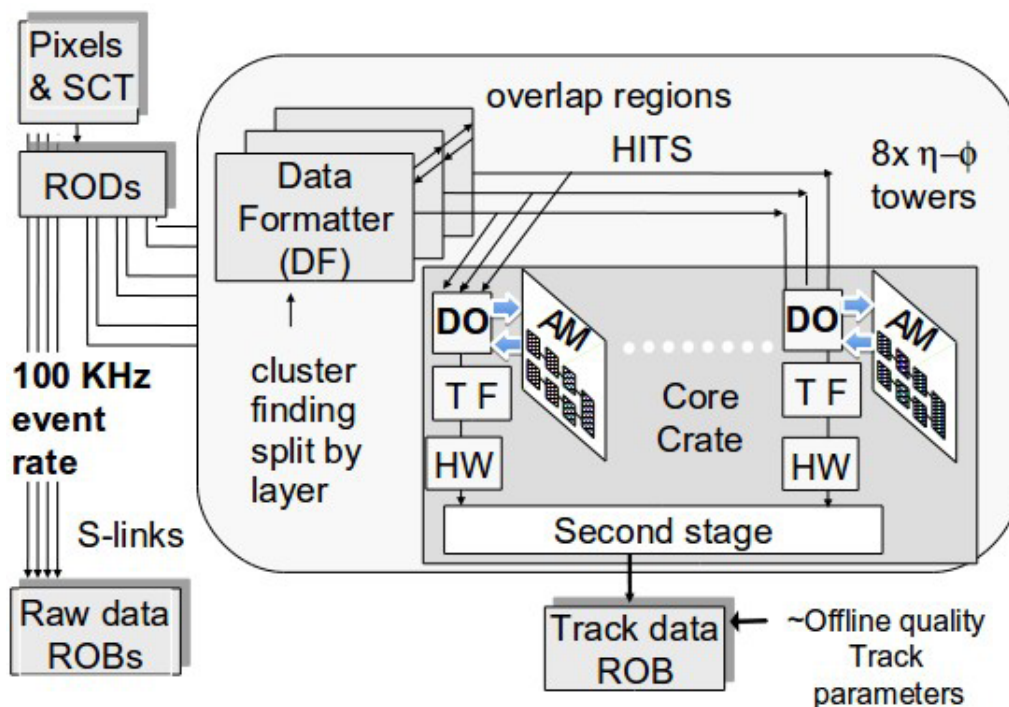 Pixels
& SCT
RODs
100 KHz
event
rate
S-links
Raw data
ROBs
overlap regions
HITS
8x η−ϕ
towers
Data
Formatter
(DF)
cluster
finding
split by
layer
DO
AM
T F
HW
Core
Crate
DO
AM
T F
HW
Second stage
Track data
ROB
~Offline quality
Track
parameters